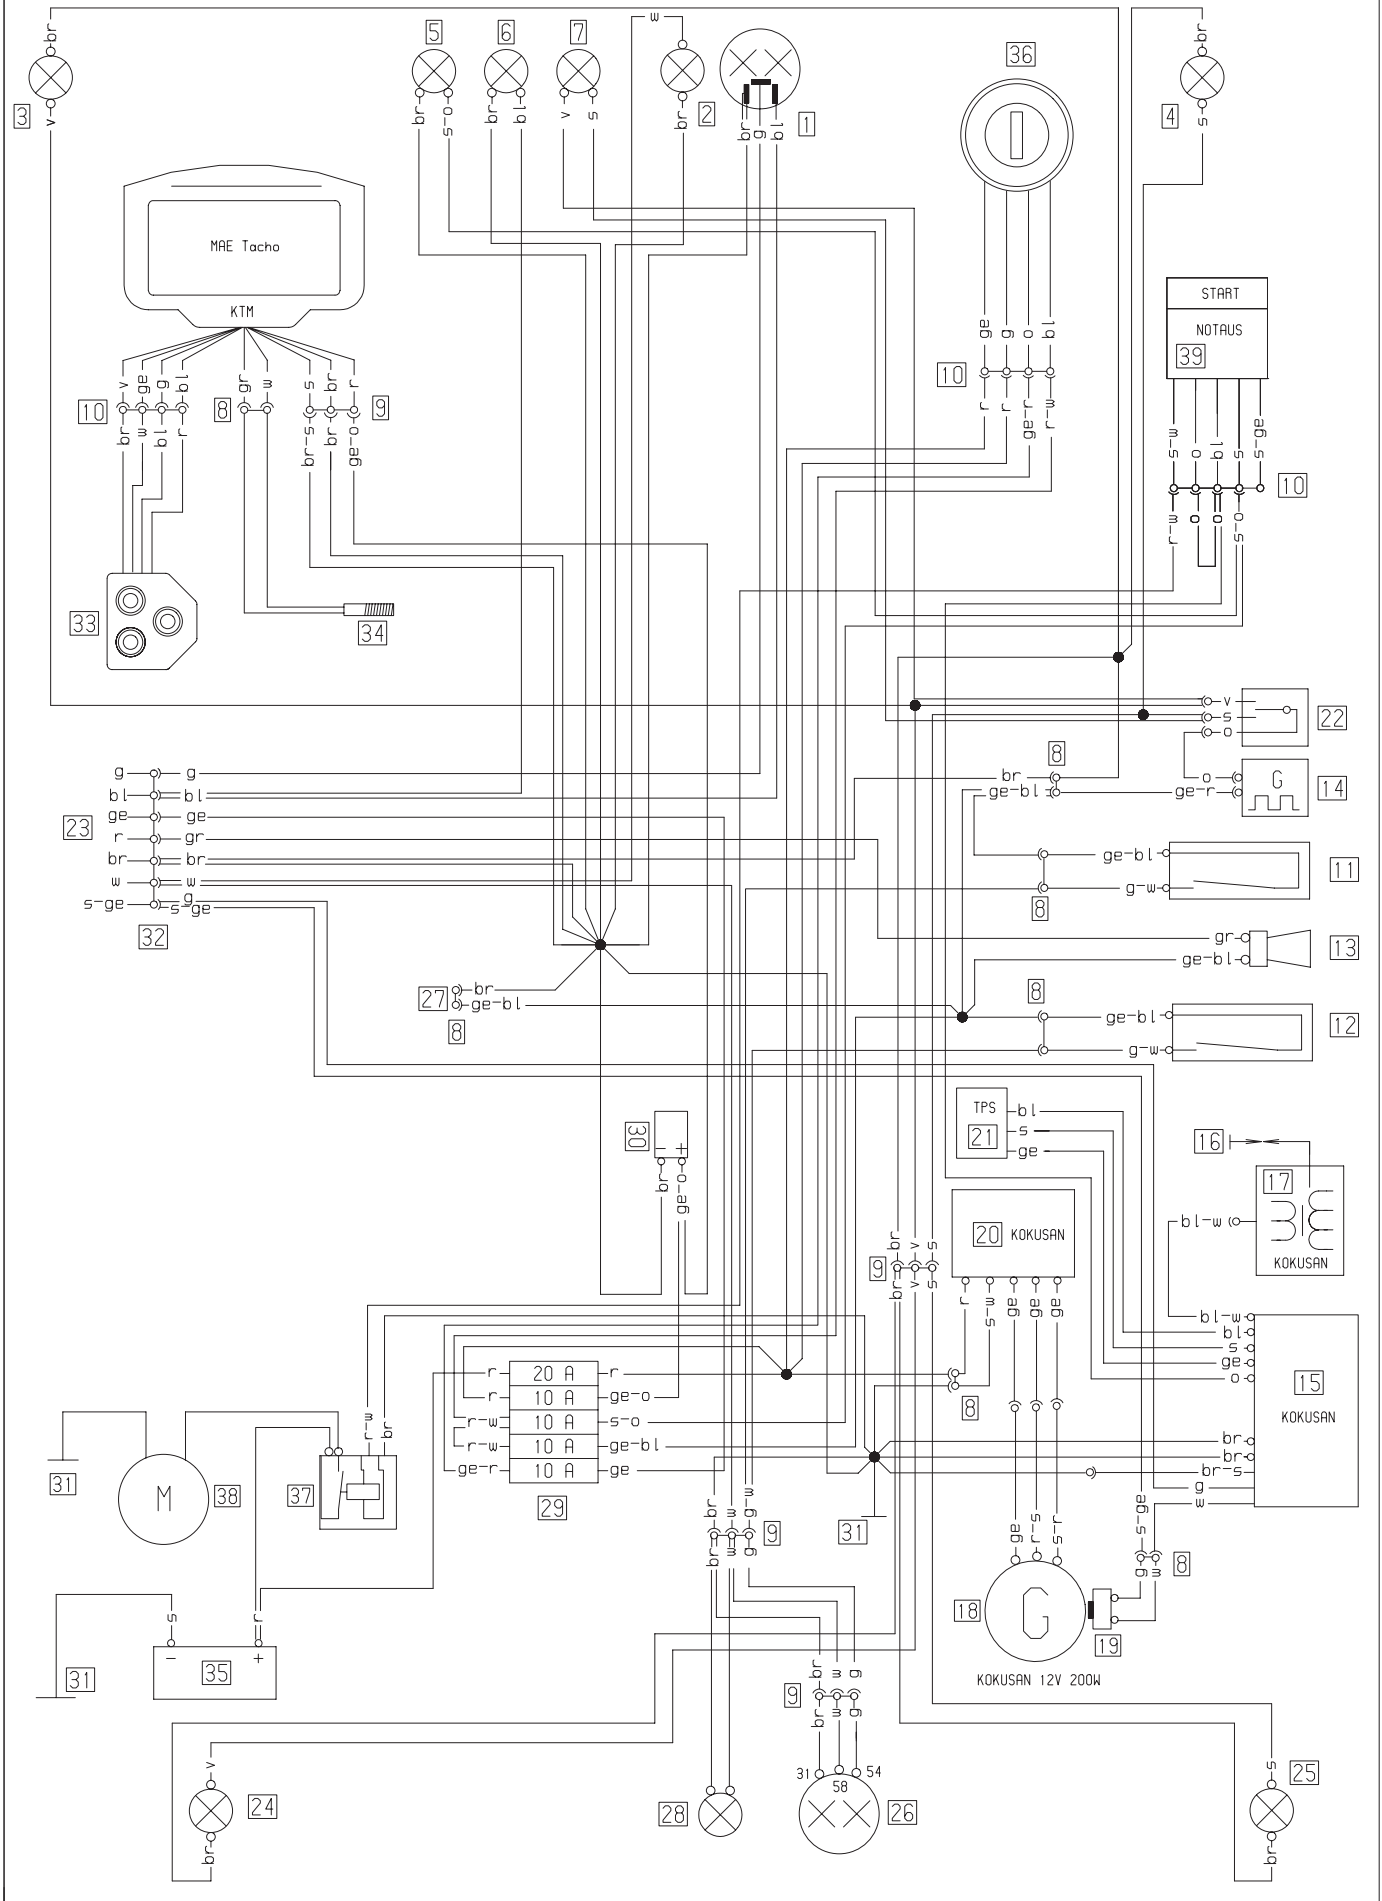 w
br
br
5
6
7
36
3
v
br
s-o
br
bl
v
s
br
2
br
g
bl
1
4
s
MAE Tacho
KTM
START
NOTAUS
39
v
ge
g
bl
gr
w
s
br
r
10
8
9
br
w
bl
r
br-s
br
ge-o
ge
g
o
bl
10
r
r
ge-r
w-r
w-s
o
bl
s
s-ge
10
r-w
o
o
o-s
33
34
v
s
o
22
g
g
bl
bl
23
ge
ge
r
gr
br
br
w
w
s-ge
g
s-ge
32
8
br
ge-bl
o
ge-r
G
14
ge-bl
g-w
11
8
gr
ge-bl
13
27
br
ge-bl
8
8
ge-bl
g-w
12
TPS
21
bl
s
ge
16
17
KOKUSAN
bl-w
30
-
+
br
ge-o
20
KOKUSAN
br
v
s
9
br
v
s
r
w-s
ge
ge
ge
bl-w
bl
s
ge
o
15
KOKUSAN
br
br
br-s
g
w
r
20 A
r
r
10 A
ge-o
r-w
10 A
s-o
r-w
10 A
ge-bl
ge-r
10 A
ge
29
8
31
M
38
37
r-w
br
br
w
g-w
9
br
w
g
31
ge
r-s
s-r
ge-s
8
g
w
18
G
19
KOKUSAN 12V 200W
s
r
-
35
+
31
br
w
g
9
br
w
g
31
58
54
v
24
br
28
26
s
25
br